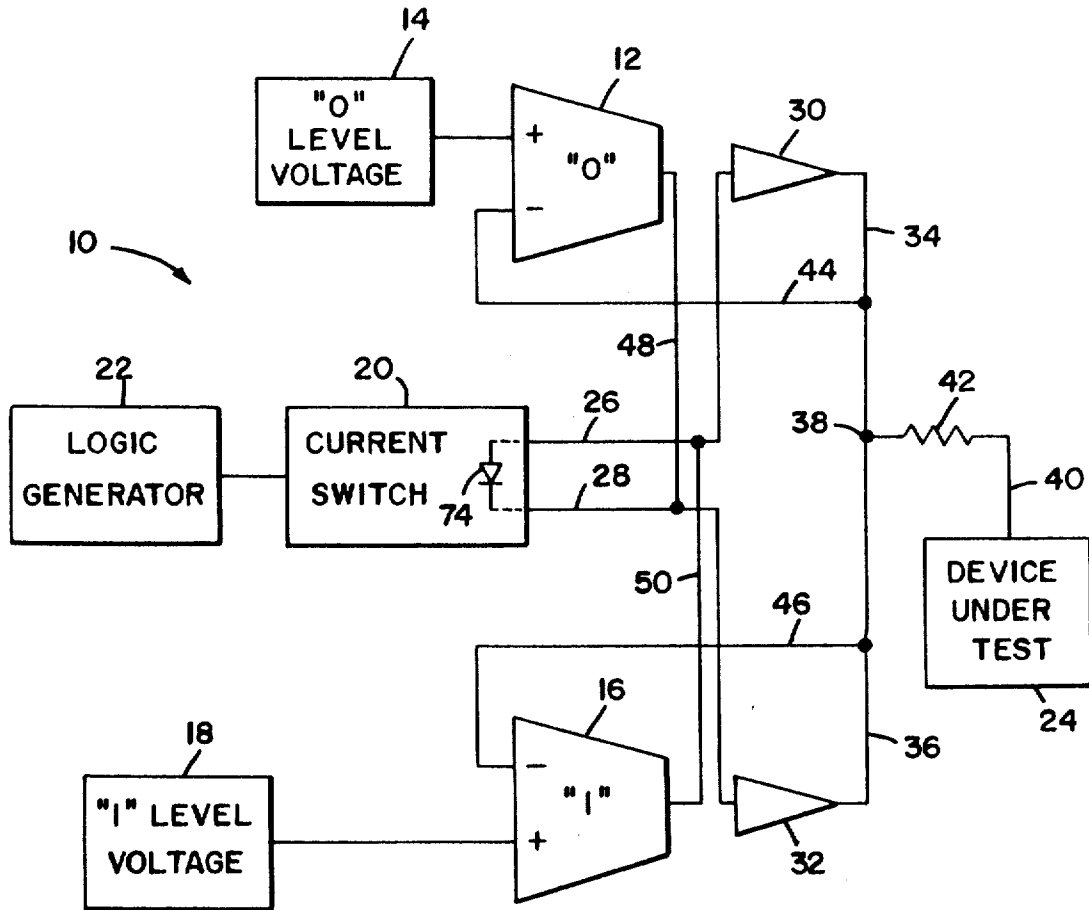 14
12
30
"O"
LEVEL
VOLTAGE
+
"O"
−
34
10
44
48
22
20
26
42
38
LOGIC
GENERATOR
CURRENT
SWITCH
74
28
40
50
46
DEVICE
UNDER
TEST
24
18
16
36
−
"I"
+
"I" LEVEL
VOLTAGE
32